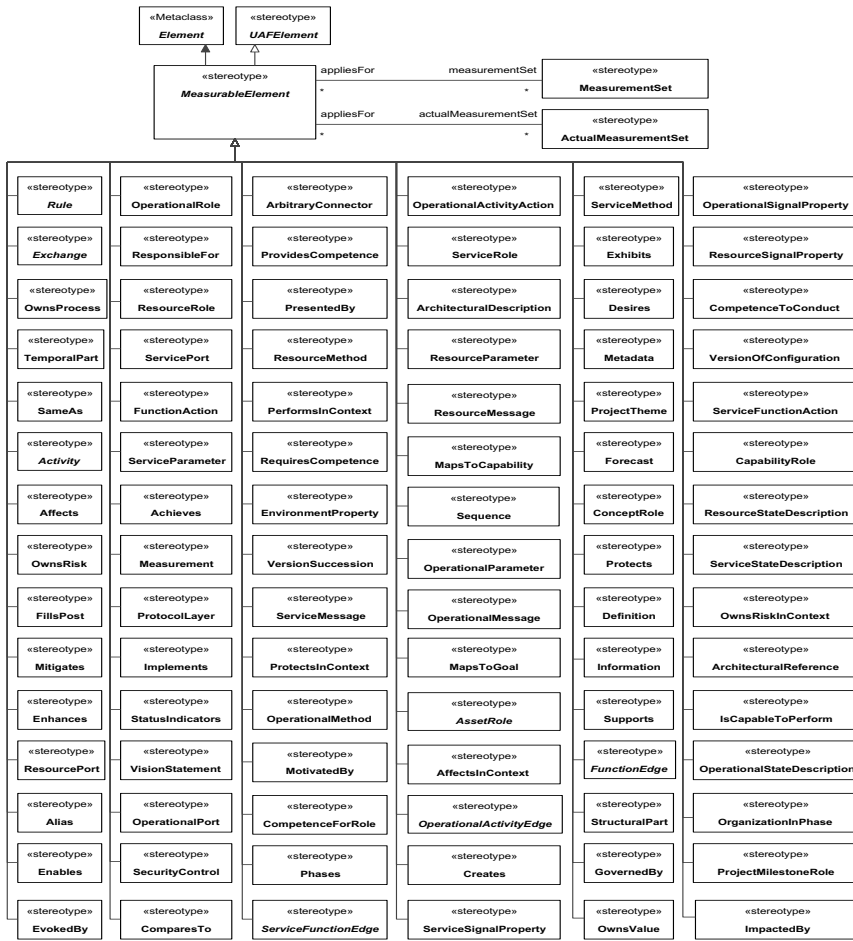 «Metaclass»
Element
«stereotype»
UAFElement
«stereotype»
MeasurableElement
appliesFor
measurementSet
*
*
«stereotype»
MeasurementSet
appliesFor
actualMeasurementSet
*
*
«stereotype»
ActualMeasurementSet
«stereotype» «stereotype» «stereotype» «stereotype» «stereotype» «stereotype»
Rule OperationalRole ArbitraryConnector OperationalActivityAction ServiceMethod OperationalSignalProperty
«stereotype» «stereotype» «stereotype» «stereotype» «stereotype» «stereotype»
Exchange ResponsibleFor ProvidesCompetence ServiceRole Exhibits ResourceSignalProperty
«stereotype» «stereotype» «stereotype» «stereotype» «stereotype» «stereotype»
OwnsProcess ResourceRole PresentedBy ArchitecturalDescription Desires CompetenceToConduct
«stereotype» «stereotype» «stereotype» «stereotype» «stereotype» «stereotype»
TemporalPart ServicePort ResourceMethod ResourceParameter Metadata VersionOfConfiguration
«stereotype» «stereotype» «stereotype» «stereotype» «stereotype» «stereotype»
SameAs FunctionAction PerformsInContext ResourceMessage ProjectTheme ServiceFunctionAction
«stereotype» «stereotype» «stereotype» «stereotype» «stereotype» «stereotype»
Activity ServiceParameter RequiresCompetence MapsToCapability Forecast CapabilityRole
«stereotype» «stereotype» «stereotype» «stereotype» «stereotype» «stereotype»
Affects Achieves EnvironmentProperty Sequence ConceptRole ResourceStateDescription
«stereotype» «stereotype» «stereotype» «stereotype» «stereotype» «stereotype»
OwnsRisk Measurement VersionSuccession OperationalParameter Protects ServiceStateDescription
«stereotype» «stereotype» «stereotype» «stereotype» «stereotype» «stereotype»
FillsPost ProtocolLayer ServiceMessage OperationalMessage Definition OwnsRiskInContext
«stereotype» «stereotype» «stereotype» «stereotype» «stereotype» «stereotype»
Mitigates Implements ProtectsInContext MapsToGoal Information ArchitecturalReference
«stereotype» «stereotype» «stereotype» «stereotype» «stereotype» «stereotype»
Enhances StatusIndicators OperationalMethod AssetRole Supports IsCapableToPerform
«stereotype» «stereotype» «stereotype» «stereotype» «stereotype» «stereotype»
ResourcePort VisionStatement MotivatedBy AffectsInContext FunctionEdge OperationalStateDescription
«stereotype» «stereotype» «stereotype» «stereotype» «stereotype» «stereotype»
Alias OperationalPort CompetenceForRole OperationalActivityEdge StructuralPart OrganizationInPhase
«stereotype» «stereotype» «stereotype» «stereotype» «stereotype» «stereotype»
Enables SecurityControl Phases Creates GovernedBy ProjectMilestoneRole
«stereotype» «stereotype» «stereotype» «stereotype» «stereotype» «stereotype»
EvokedBy ComparesTo ServiceFunctionEdge ServiceSignalProperty OwnsValue ImpactedBy